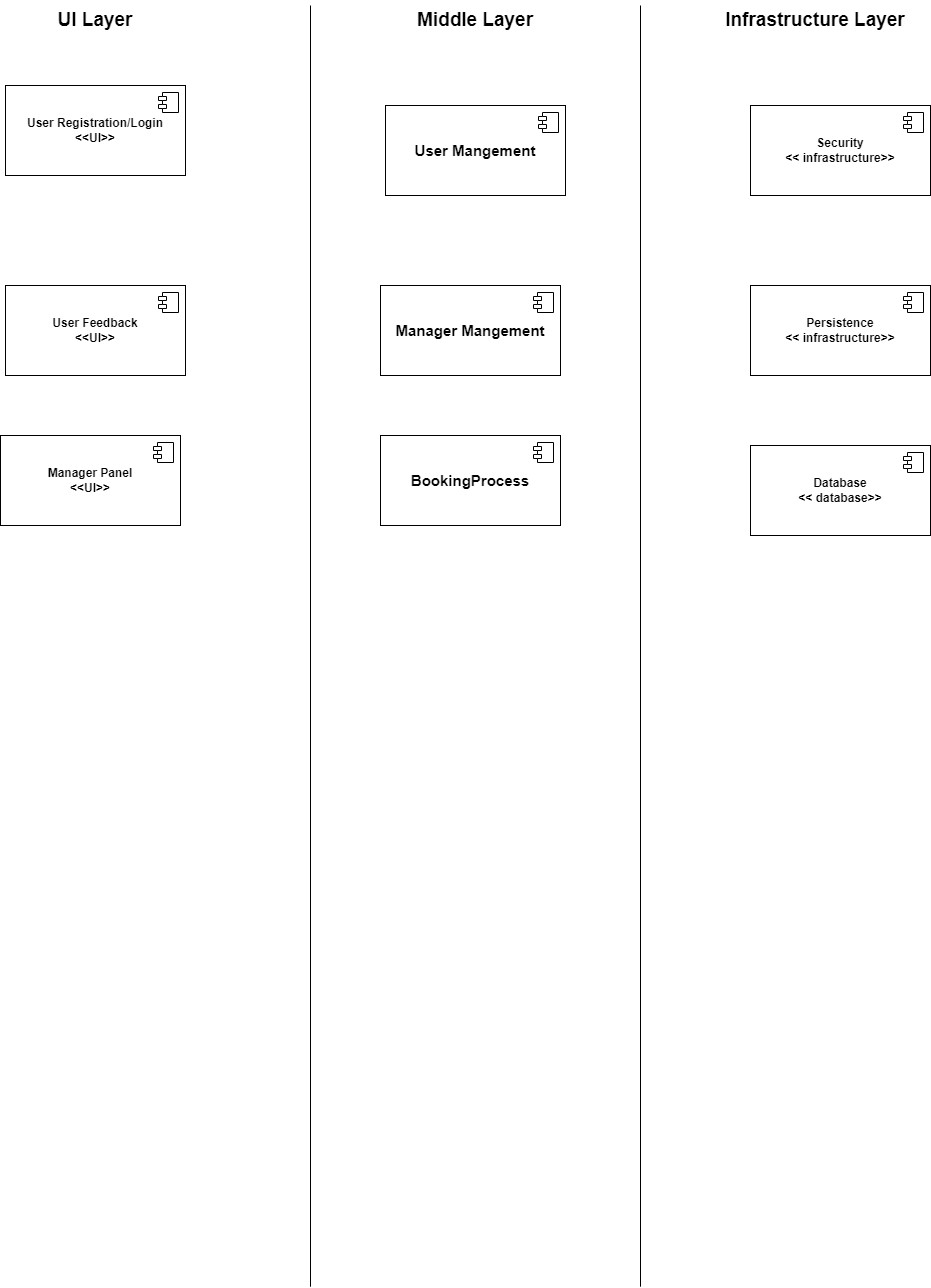 UI Layer
Middle Layer
Infrastructure Layer
User Registration/Login
<<UI>>
User Mangement
Security
<< infrastructure>>
User Feedback
<<UI>>
Manager Mangement
Persistence
<< infrastructure>>
Manager Panel
<<UI>>
BookingProcess
Database
<< database>>